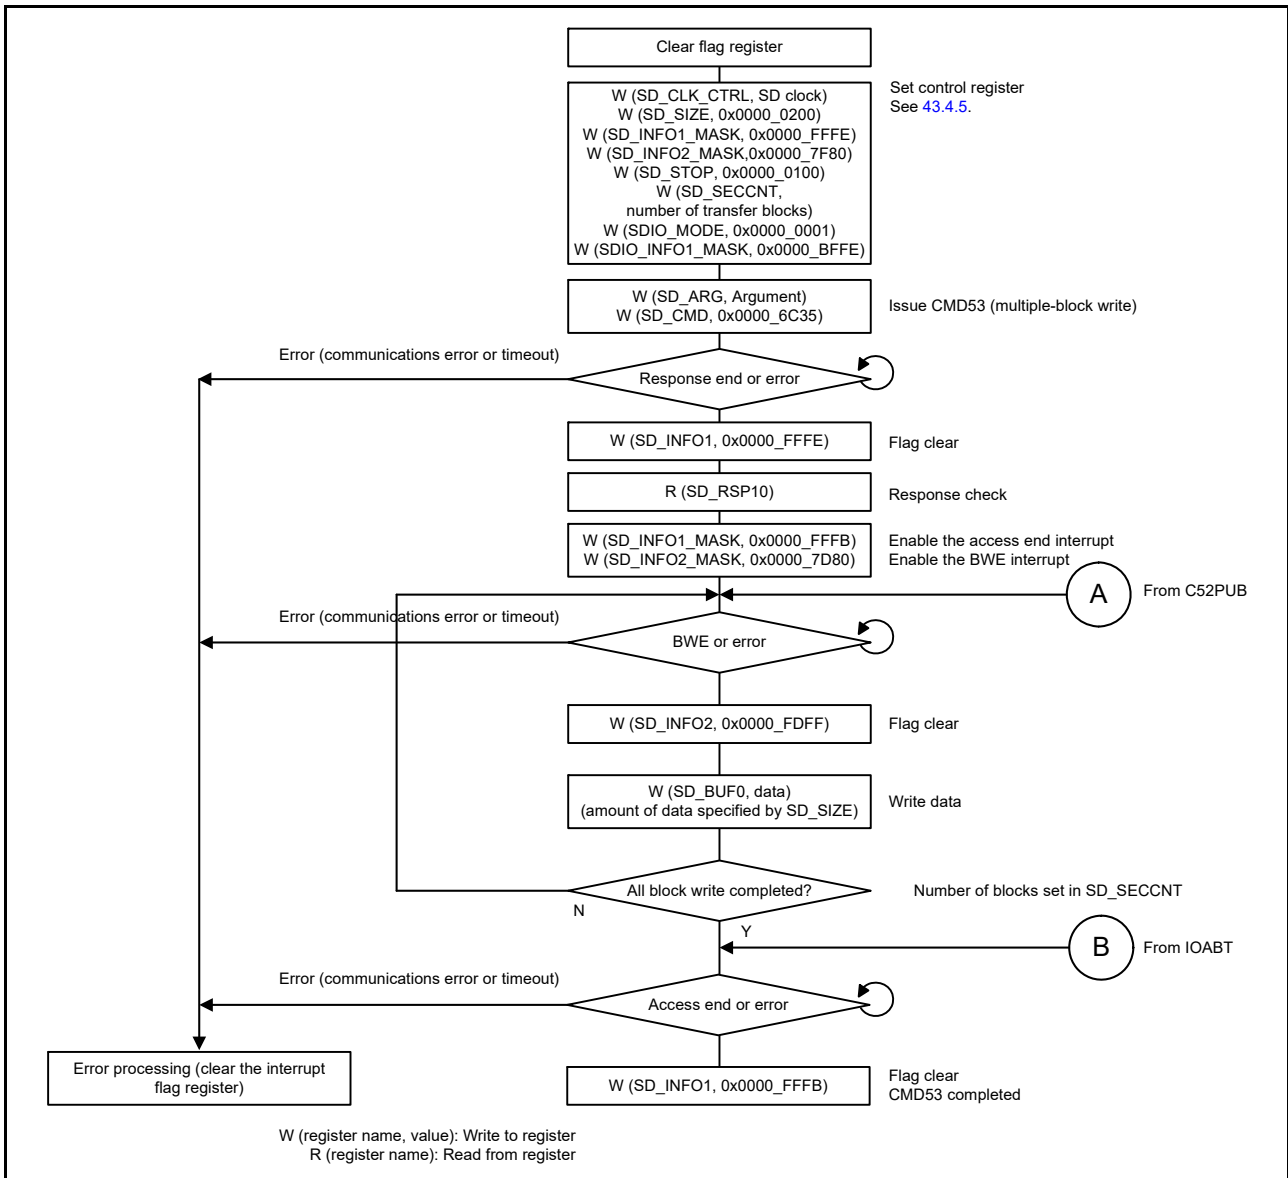 Clear flag register
W (SD_CLK_CTRL, SD clock)
W (SD_SIZE, 0x0000_0200)
W (SD_INFO1_MASK, 0x0000_FFFE)
W (SD_INFO2_MASK,0x0000_7F80)
W (SD_STOP, 0x0000_0100)
W (SD_SECCNT,
number of transfer blocks)
W (SDIO_MODE, 0x0000_0001)
W (SDIO_INFO1_MASK, 0x0000_BFFE)
Set control register
See 43.4.5.
W (SD_ARG, Argument)
W (SD_CMD, 0x0000_6C35)
Issue CMD53 (multiple-block write)
Error (communications error or timeout)
Response end or error
W (SD_INFO1, 0x0000_FFFE)
Flag clear
R (SD_RSP10)
Response check
W (SD_INFO1_MASK, 0x0000_FFFB)
W (SD_INFO2_MASK, 0x0000_7D80)
Enable the access end interrupt
Enable the BWE interrupt
A
From C52PUB
Error (communications error or timeout)
BWE or error
W (SD_INFO2, 0x0000_FDFF)
Flag clear
W (SD_BUF0, data)
(amount of data specified by SD_SIZE)
Write data
All block write completed?
Number of blocks set in SD_SECCNT
N
Y
B
From IOABT
Error (communications error or timeout)
Access end or error
Error processing (clear the interrupt
flag register)
W (SD_INFO1, 0x0000_FFFB)
Flag clear
CMD53 completed
W (register name, value): Write to register
R (register name): Read from register